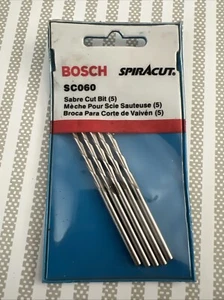 BOSCH SPIRACUT.
SC060
Sabre Cut Bit (5)
Mèche Pour Scie Sauteuse (5)
Broca Para Corte de Vaivén (5)